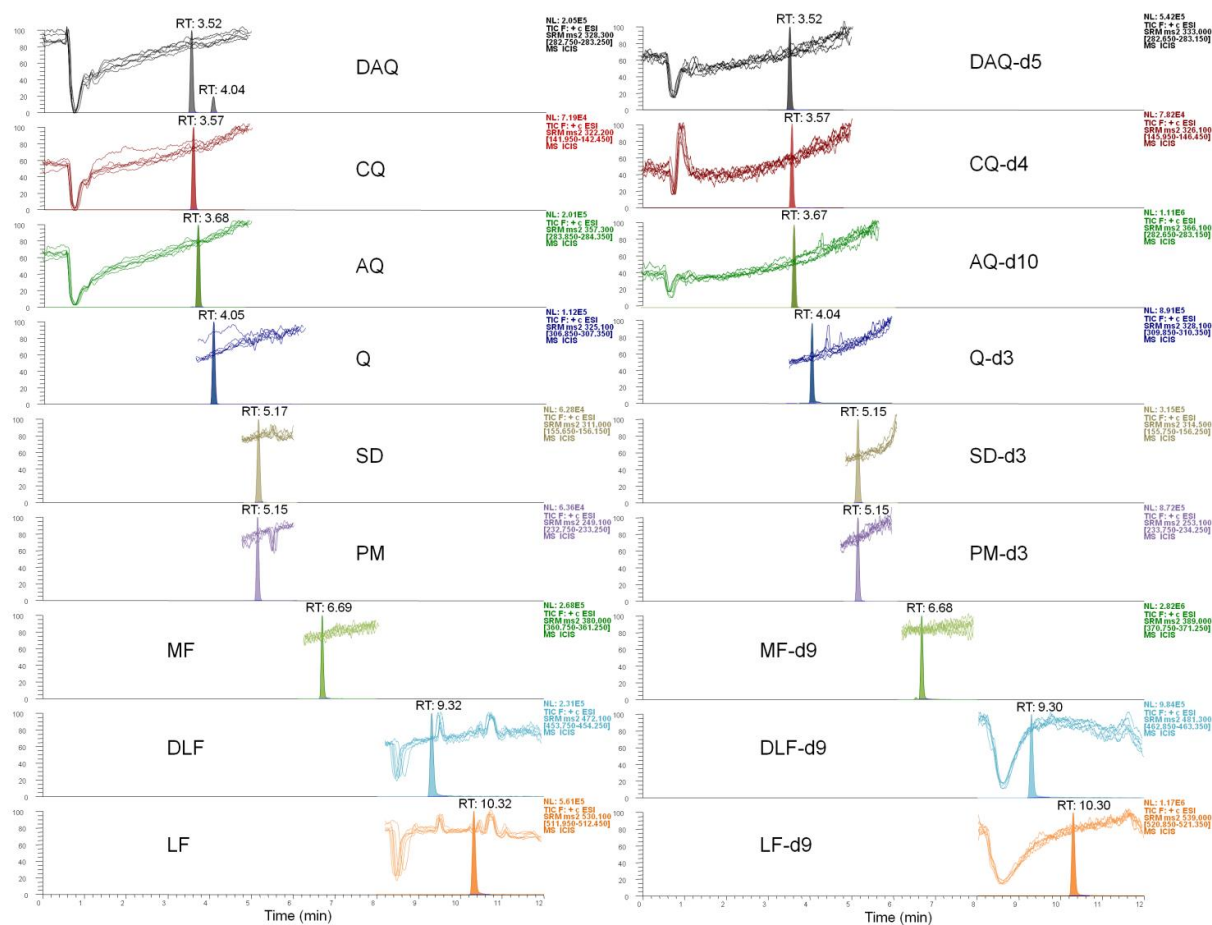 RT: 3.52
NL: 2.05E5
TIC F: + c ESI
SRM ms2 328.300
[282.750-283.250]
MS ICIS
DAQ
RT: 4.04
RT: 3.52
NL: 5.42E5
TIC F: + c ESI
SRM ms2 333.000
[282.650-283.150]
MS ICIS
DAQ-d5
RT: 3.57
NL: 7.19E4
TIC F: + c ESI
SRM ms2 322.200
[141.950-142.450]
MS ICIS
CQ
RT: 3.57
NL: 7.82E4
TIC F: + c ESI
SRM ms2 326.100
[145.950-146.450]
MS ICIS
CQ-d4
RT: 3.68
NL: 2.01E5
TIC F: + c ESI
SRM ms2 357.300
[283.850-284.350]
MS ICIS
AQ
RT: 3.67
NL: 1.11E6
TIC F: + c ESI
SRM ms2 366.100
[282.650-283.150]
MS ICIS
AQ-d10
RT: 4.05
NL: 1.12E5
TIC F: + c ESI
SRM ms2 325.100
[306.850-307.350]
MS ICIS
Q
RT: 4.04
NL: 8.91E5
TIC F: + c ESI
SRM ms2 328.100
[309.850-310.350]
MS ICIS
Q-d3
RT: 5.17
NL: 6.28E4
TIC F: + c ESI
SRM ms2 311.000
[155.650-156.150]
MS ICIS
SD
RT: 5.15
NL: 3.15E5
TIC F: + c ESI
SRM ms2 314.500
[155.750-156.250]
MS ICIS
SD-d3
RT: 5.15
NL: 6.36E4
TIC F: + c ESI
SRM ms2 249.100
[232.750-233.250]
MS ICIS
PM
RT: 5.15
NL: 8.72E5
TIC F: + c ESI
SRM ms2 253.100
[233.750-234.250]
MS ICIS
PM-d3
RT: 6.69
NL: 2.68E5
TIC F: + c ESI
SRM ms2 380.000
[360.750-361.250]
MS ICIS
MF
RT: 6.68
NL: 2.82E6
TIC F: + c ESI
SRM ms2 389.000
[370.750-371.250]
MS ICIS
MF-d9
RT: 9.32
NL: 2.31E5
TIC F: + c ESI
SRM ms2 472.100
[453.750-454.250]
MS ICIS
DLF
RT: 9.30
NL: 9.84E5
TIC F: + c ESI
SRM ms2 481.300
[462.850-463.350]
MS ICIS
DLF-d9
RT: 10.32
NL: 5.61E5
TIC F: + c ESI
SRM ms2 530.100
[511.950-512.450]
MS ICIS
LF
RT: 10.30
NL: 1.17E6
TIC F: + c ESI
SRM ms2 539.000
[520.850-521.350]
MS ICIS
LF-d9
0 1 2 3 4 5 6 7 8 9 10 11 12
Time (min)
0 1 2 3 4 5 6 7 8 9 10 11 12
Time (min)